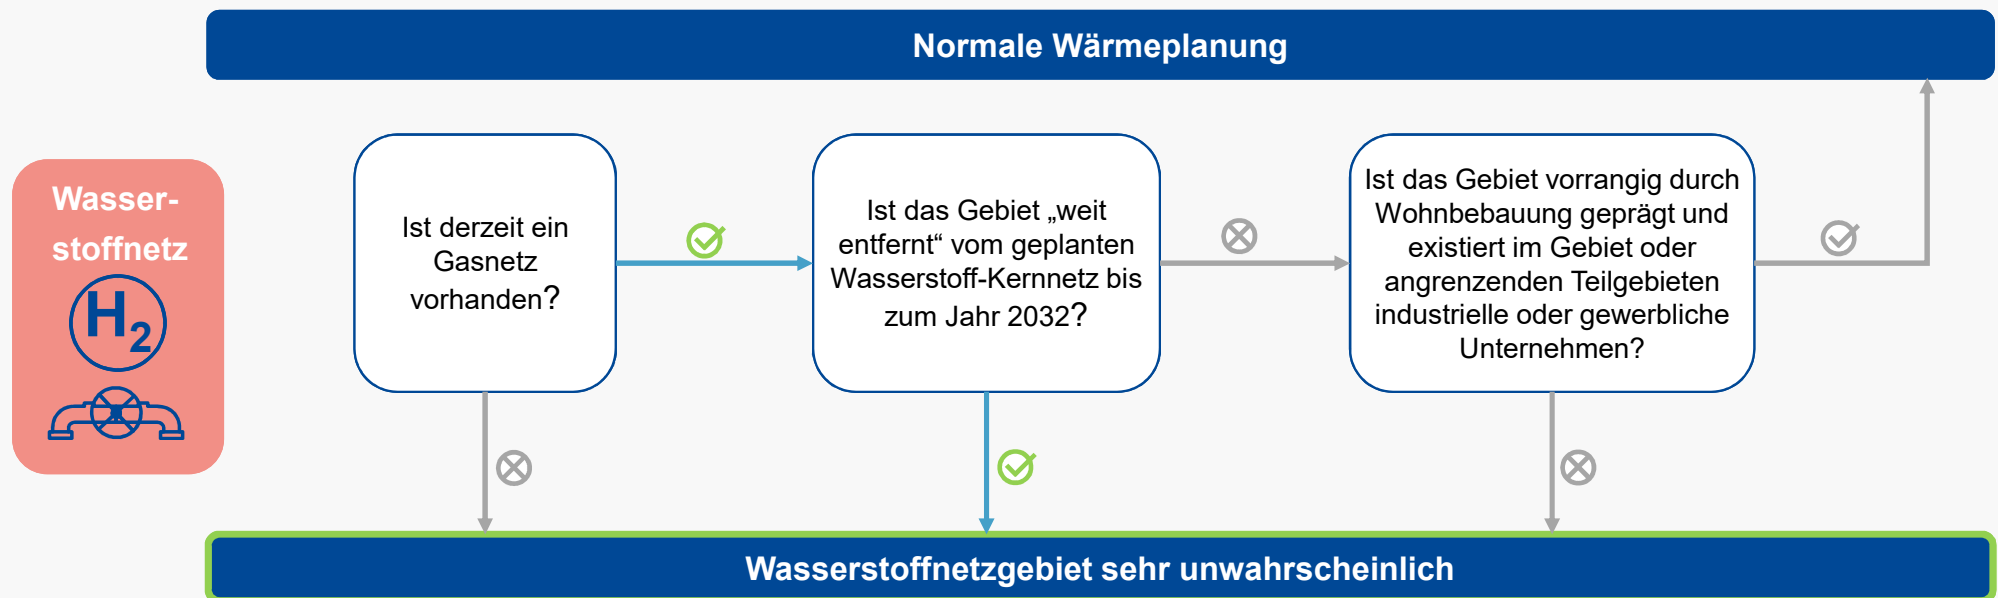 Normale Wärmeplanung
Wasser-
stoffnetz
H2
Ist derzeit ein
Gasnetz
vorhanden?
Ist das Gebiet „weit
entfernt“ vom geplanten
Wasserstoff-Kernnetz bis
zum Jahr 2032?
Ist das Gebiet vorrangig durch
Wohnbebauung geprägt und
existiert im Gebiet oder
angrenzenden Teilgebieten
industrielle oder gewerbliche
Unternehmen?
Wasserstoffnetzgebiet sehr unwahrscheinlich